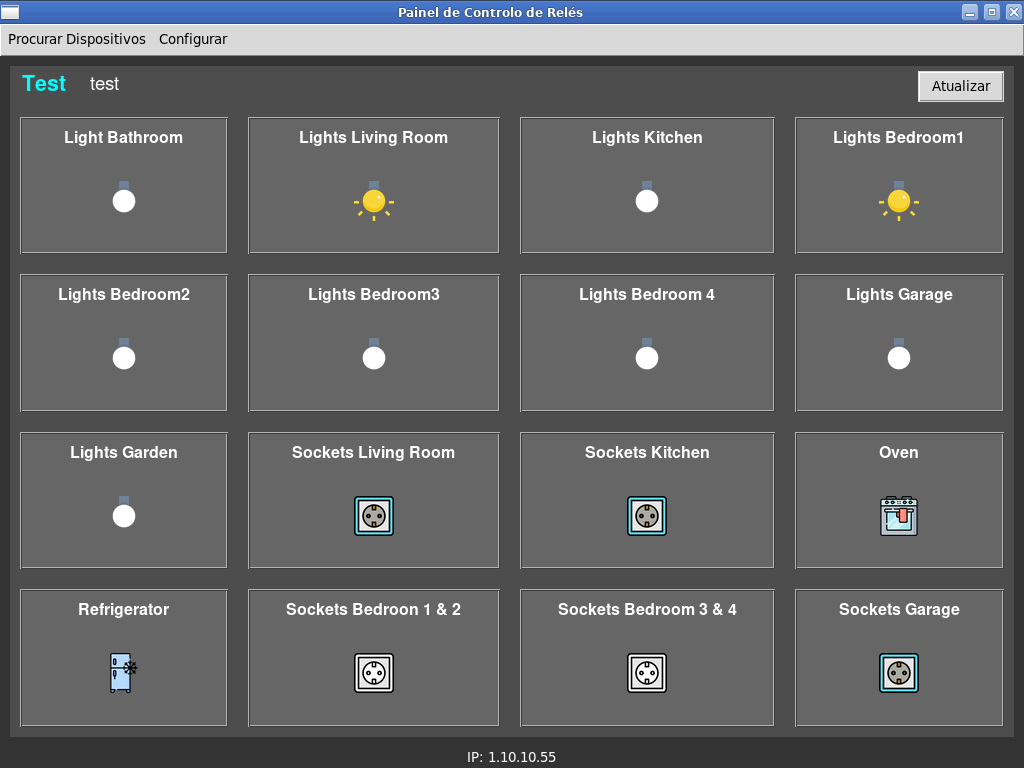 Painel de Controlo de Relés
Procurar Dispositivos Configurar
Test test Atualizar
Light Bathroom Lights Living Room Lights Kitchen Lights Bedroom1
Lights Bedroom2 Lights Bedroom3 Lights Bedroom 4 Lights Garage
Lights Garden Sockets Living Room Sockets Kitchen Oven
Refrigerator Sockets Bedroon 1 & 2 Sockets Bedroom 3 & 4 Sockets Garage
IP: 1.10.10.55